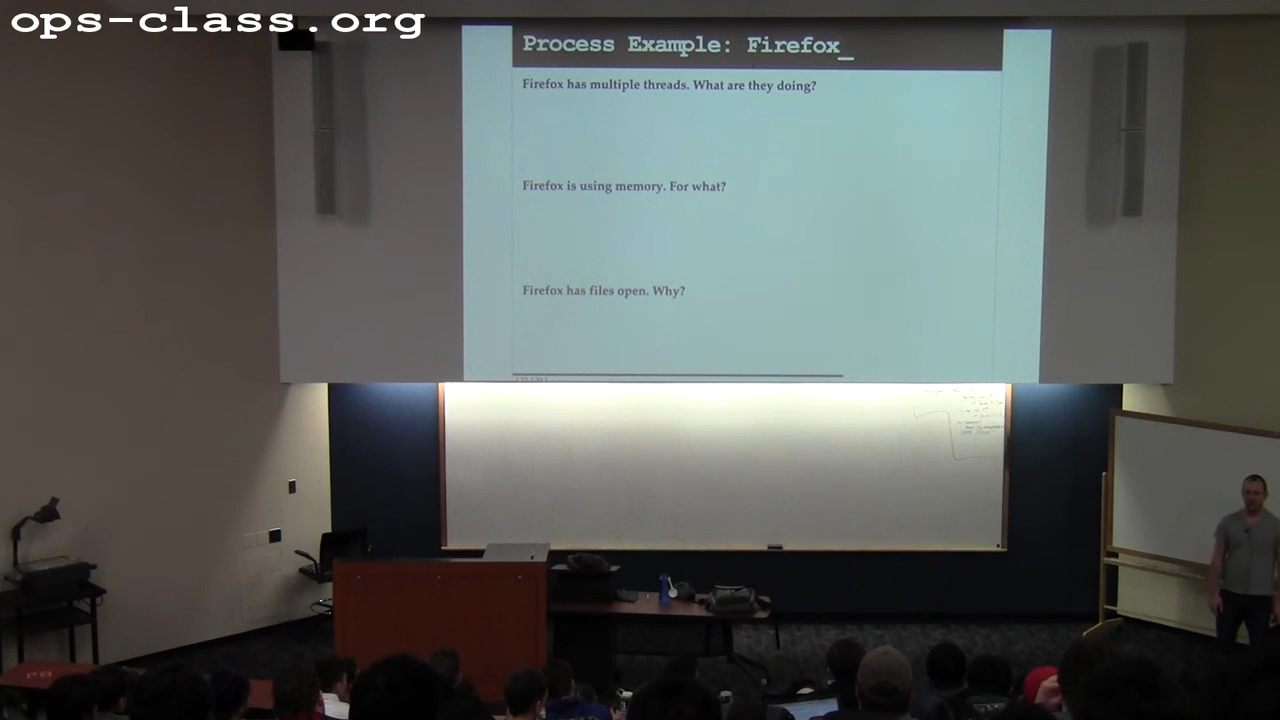 ops-class.org
Process Example: Firefox_
Firefox has multiple threads. What are they doing?
Firefox is using memory. For what?
Firefox has files open. Why?